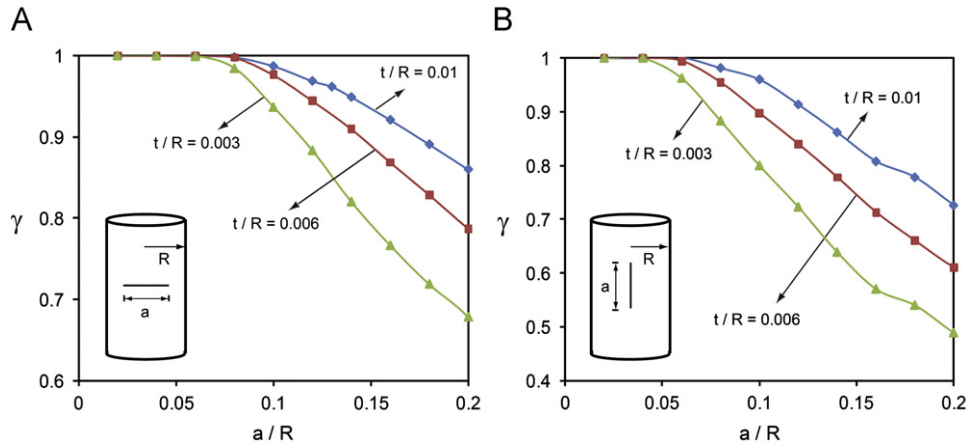 A
1
0.9
0.8
0.7
0.6
γ
0
0.05
0.1
0.15
0.2
a / R
t / R = 0.01
t / R = 0.003
t / R = 0.006
R
a
B
1
0.9
0.8
0.7
0.6
0.5
0.4
γ
0
0.05
0.1
0.15
0.2
a / R
t / R = 0.01
t / R = 0.003
t / R = 0.006
R
a